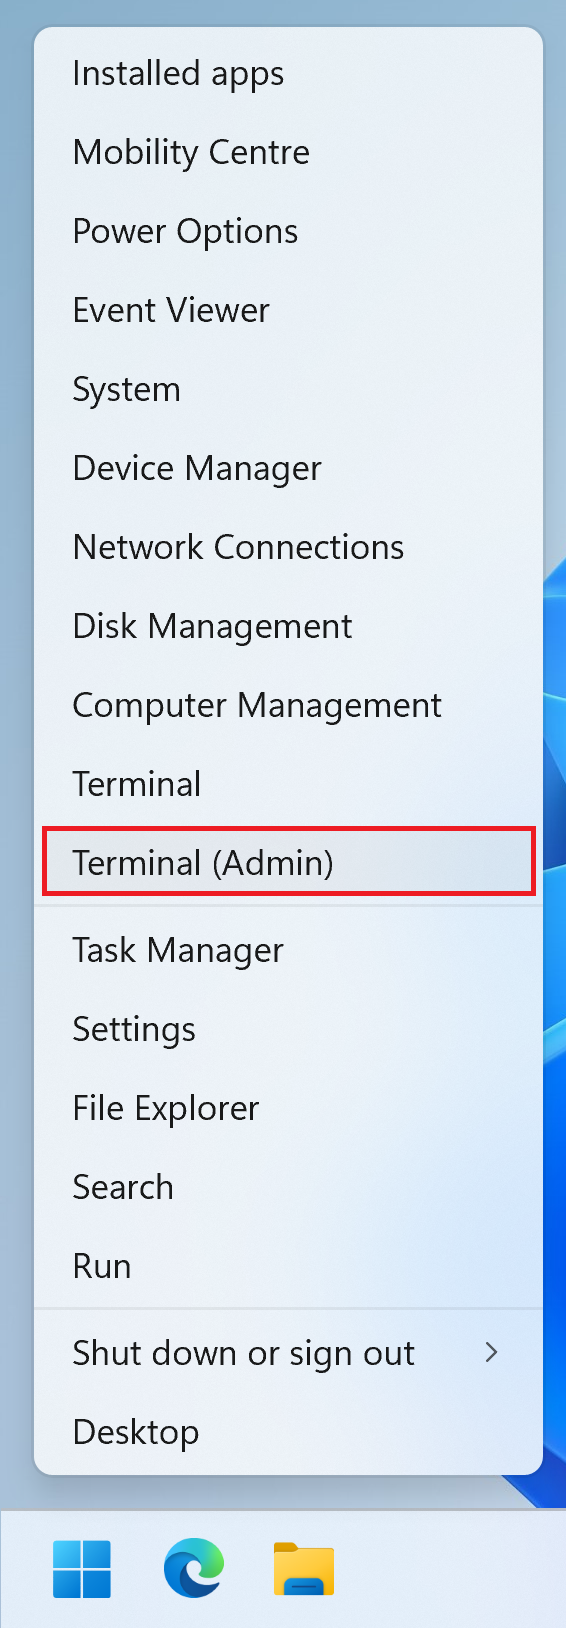 Installed apps
Mobility Centre
Power Options
Event Viewer
System
Device Manager
Network Connections
Disk Management
Computer Management
Terminal
Terminal (Admin)
Task Manager
Settings
File Explorer
Search
Run
Shut down or sign out
Desktop